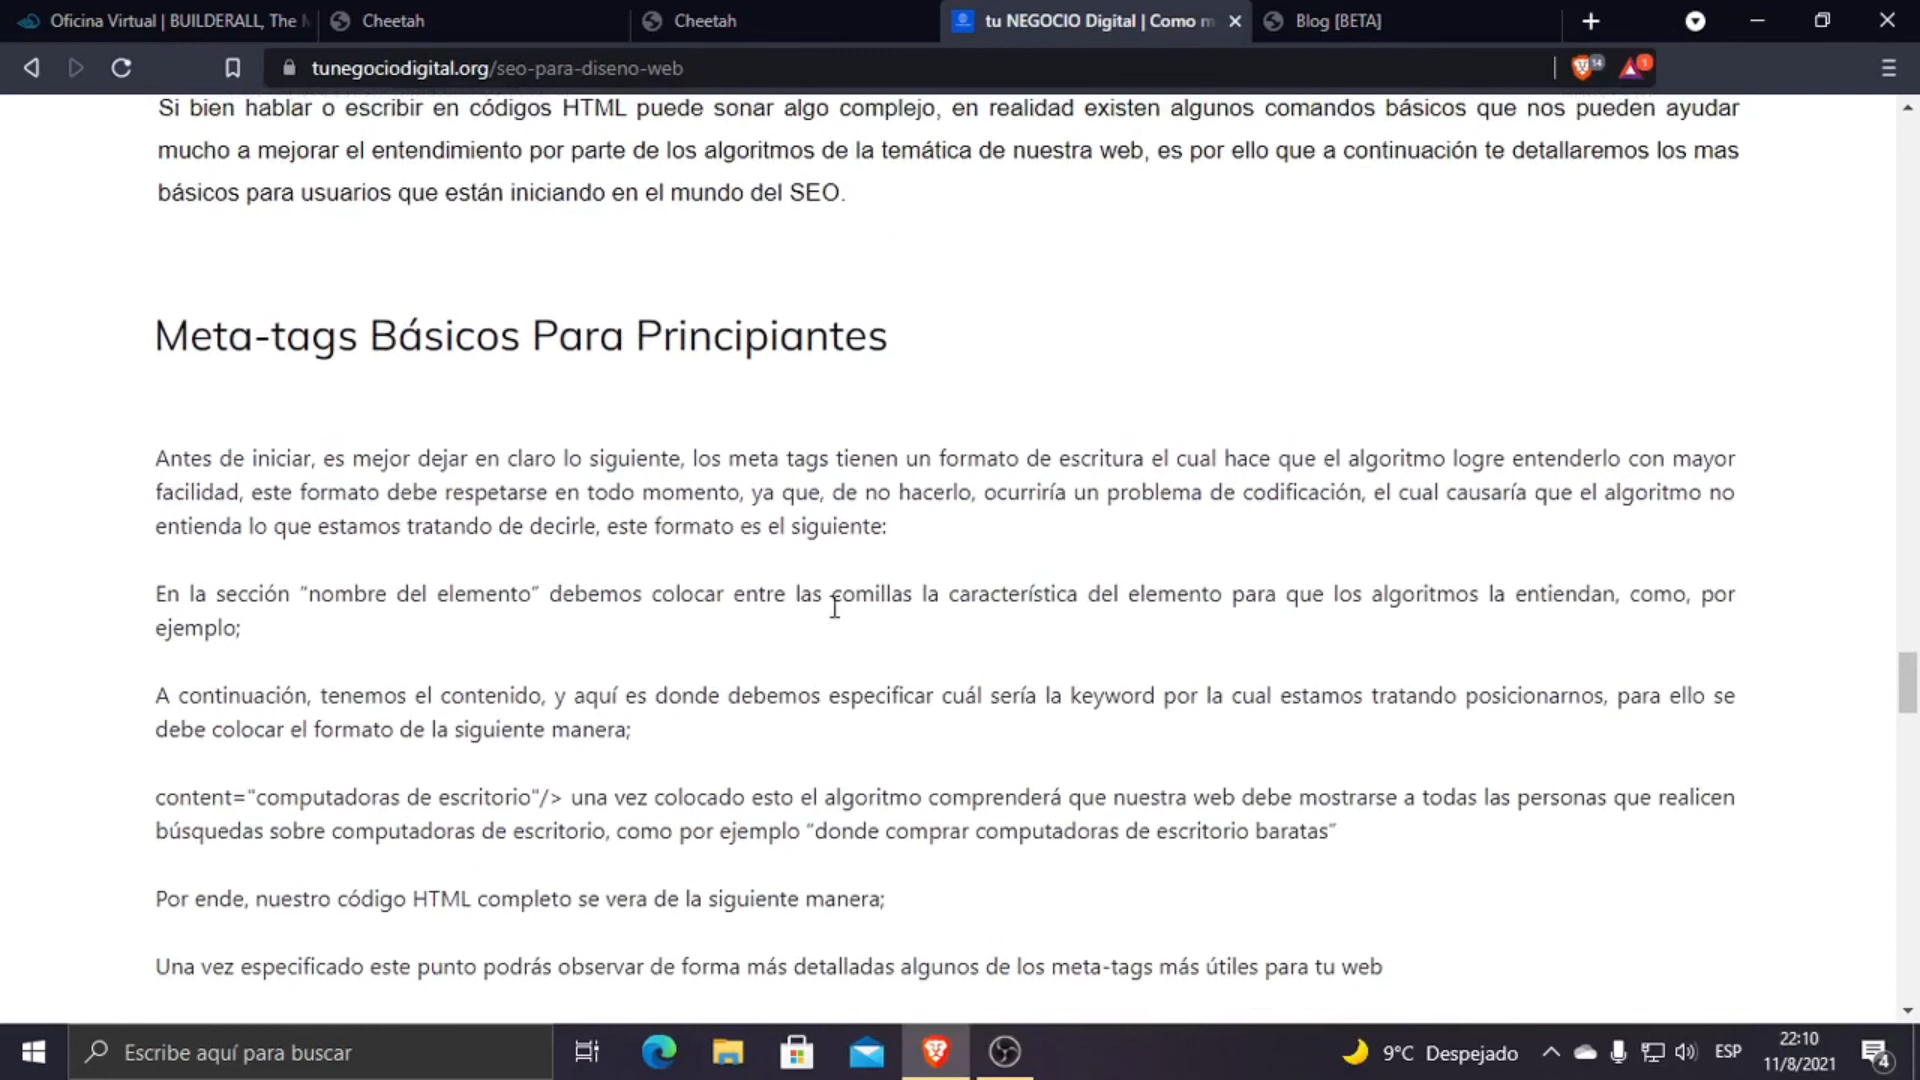 Oficina Virtual | BUILDERALL, The M
Cheetah
Cheetah
tu NEGOCIO Digital | Como m
Blog [BETA]
tunegociodigital.org/seo-para-diseno-web
14
1
Si bien hablar o escribir en códigos HTML puede sonar algo complejo, en realidad existen algunos comandos básicos que nos pueden ayudar
mucho a mejorar el entendimiento por parte de los algoritmos de la temática de nuestra web, es por ello que a continuación te detallaremos los mas
básicos para usuarios que están iniciando en el mundo del SEO.
Meta-tags Básicos Para Principiantes
Antes de iniciar, es mejor dejar en claro lo siguiente, los meta tags tienen un formato de escritura el cual hace que el algoritmo logre entenderlo con mayor
facilidad, este formato debe respetarse en todo momento, ya que, de no hacerlo, ocurriría un problema de codificación, el cual causaría que el algoritmo no
entienda lo que estamos tratando de decirle, este formato es el siguiente:
En la sección “nombre del elemento” debemos colocar entre las comillas la característica del elemento para que los algoritmos la entiendan, como, por
ejemplo;
A continuación, tenemos el contenido, y aquí es donde debemos especificar cuál sería la keyword por la cual estamos tratando posicionarnos, para ello se
debe colocar el formato de la siguiente manera;
content="computadoras de escritorio"/> una vez colocado esto el algoritmo comprenderá que nuestra web debe mostrarse a todas las personas que realicen
búsquedas sobre computadoras de escritorio, como por ejemplo “donde comprar computadoras de escritorio baratas”
Por ende, nuestro código HTML completo se vera de la siguiente manera;
Una vez especificado este punto podrás observar de forma más detalladas algunos de los meta-tags más útiles para tu web
Escribe aquí para buscar
9°C Despejado
ESP
22:10
11/8/2021
4